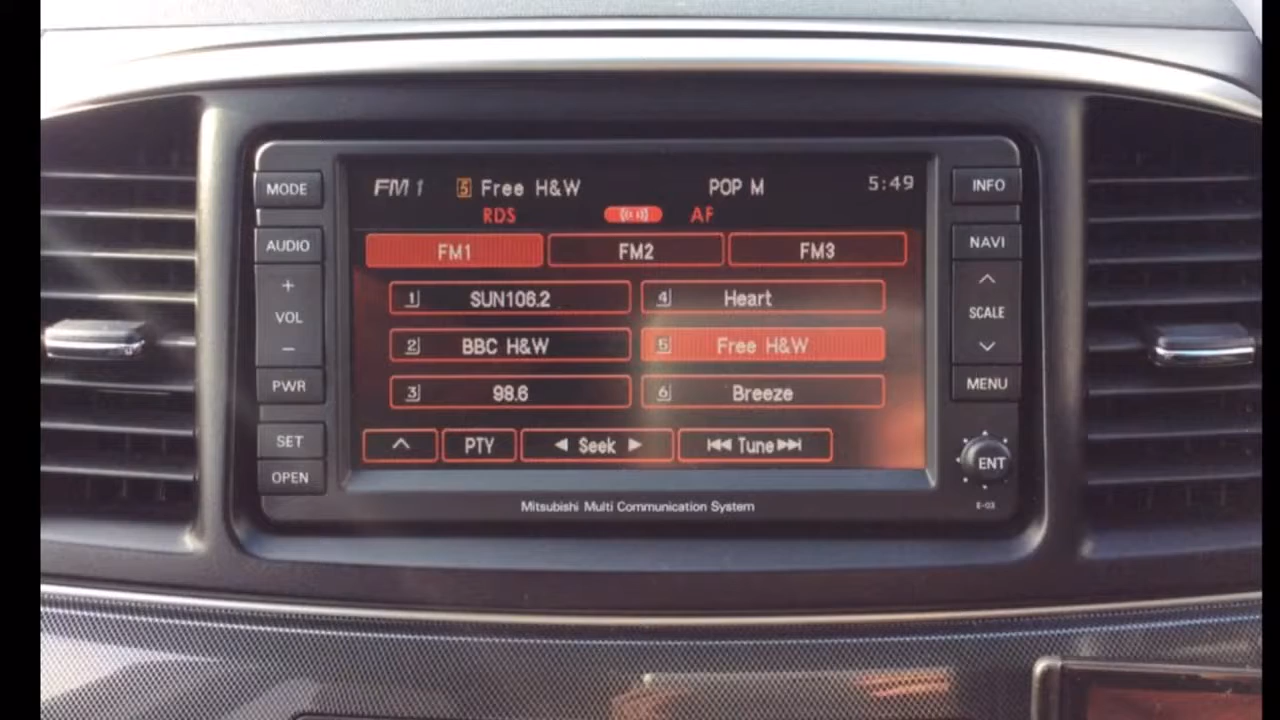 FM 1 5 Free H&W POP M 5:49
RDS AF
FM1 FM2 FM3
1 SUN106.2 4 Heart
2 BBC H&W 5 Free H&W
3 98.6 6 Breeze
PTY Seek Tune
Mitsubishi Multi Communication System
MODE
AUDIO
+
VOL
−
PWR
SET
OPEN
INFO
NAVI
SCALE
MENU
ENT
E-03